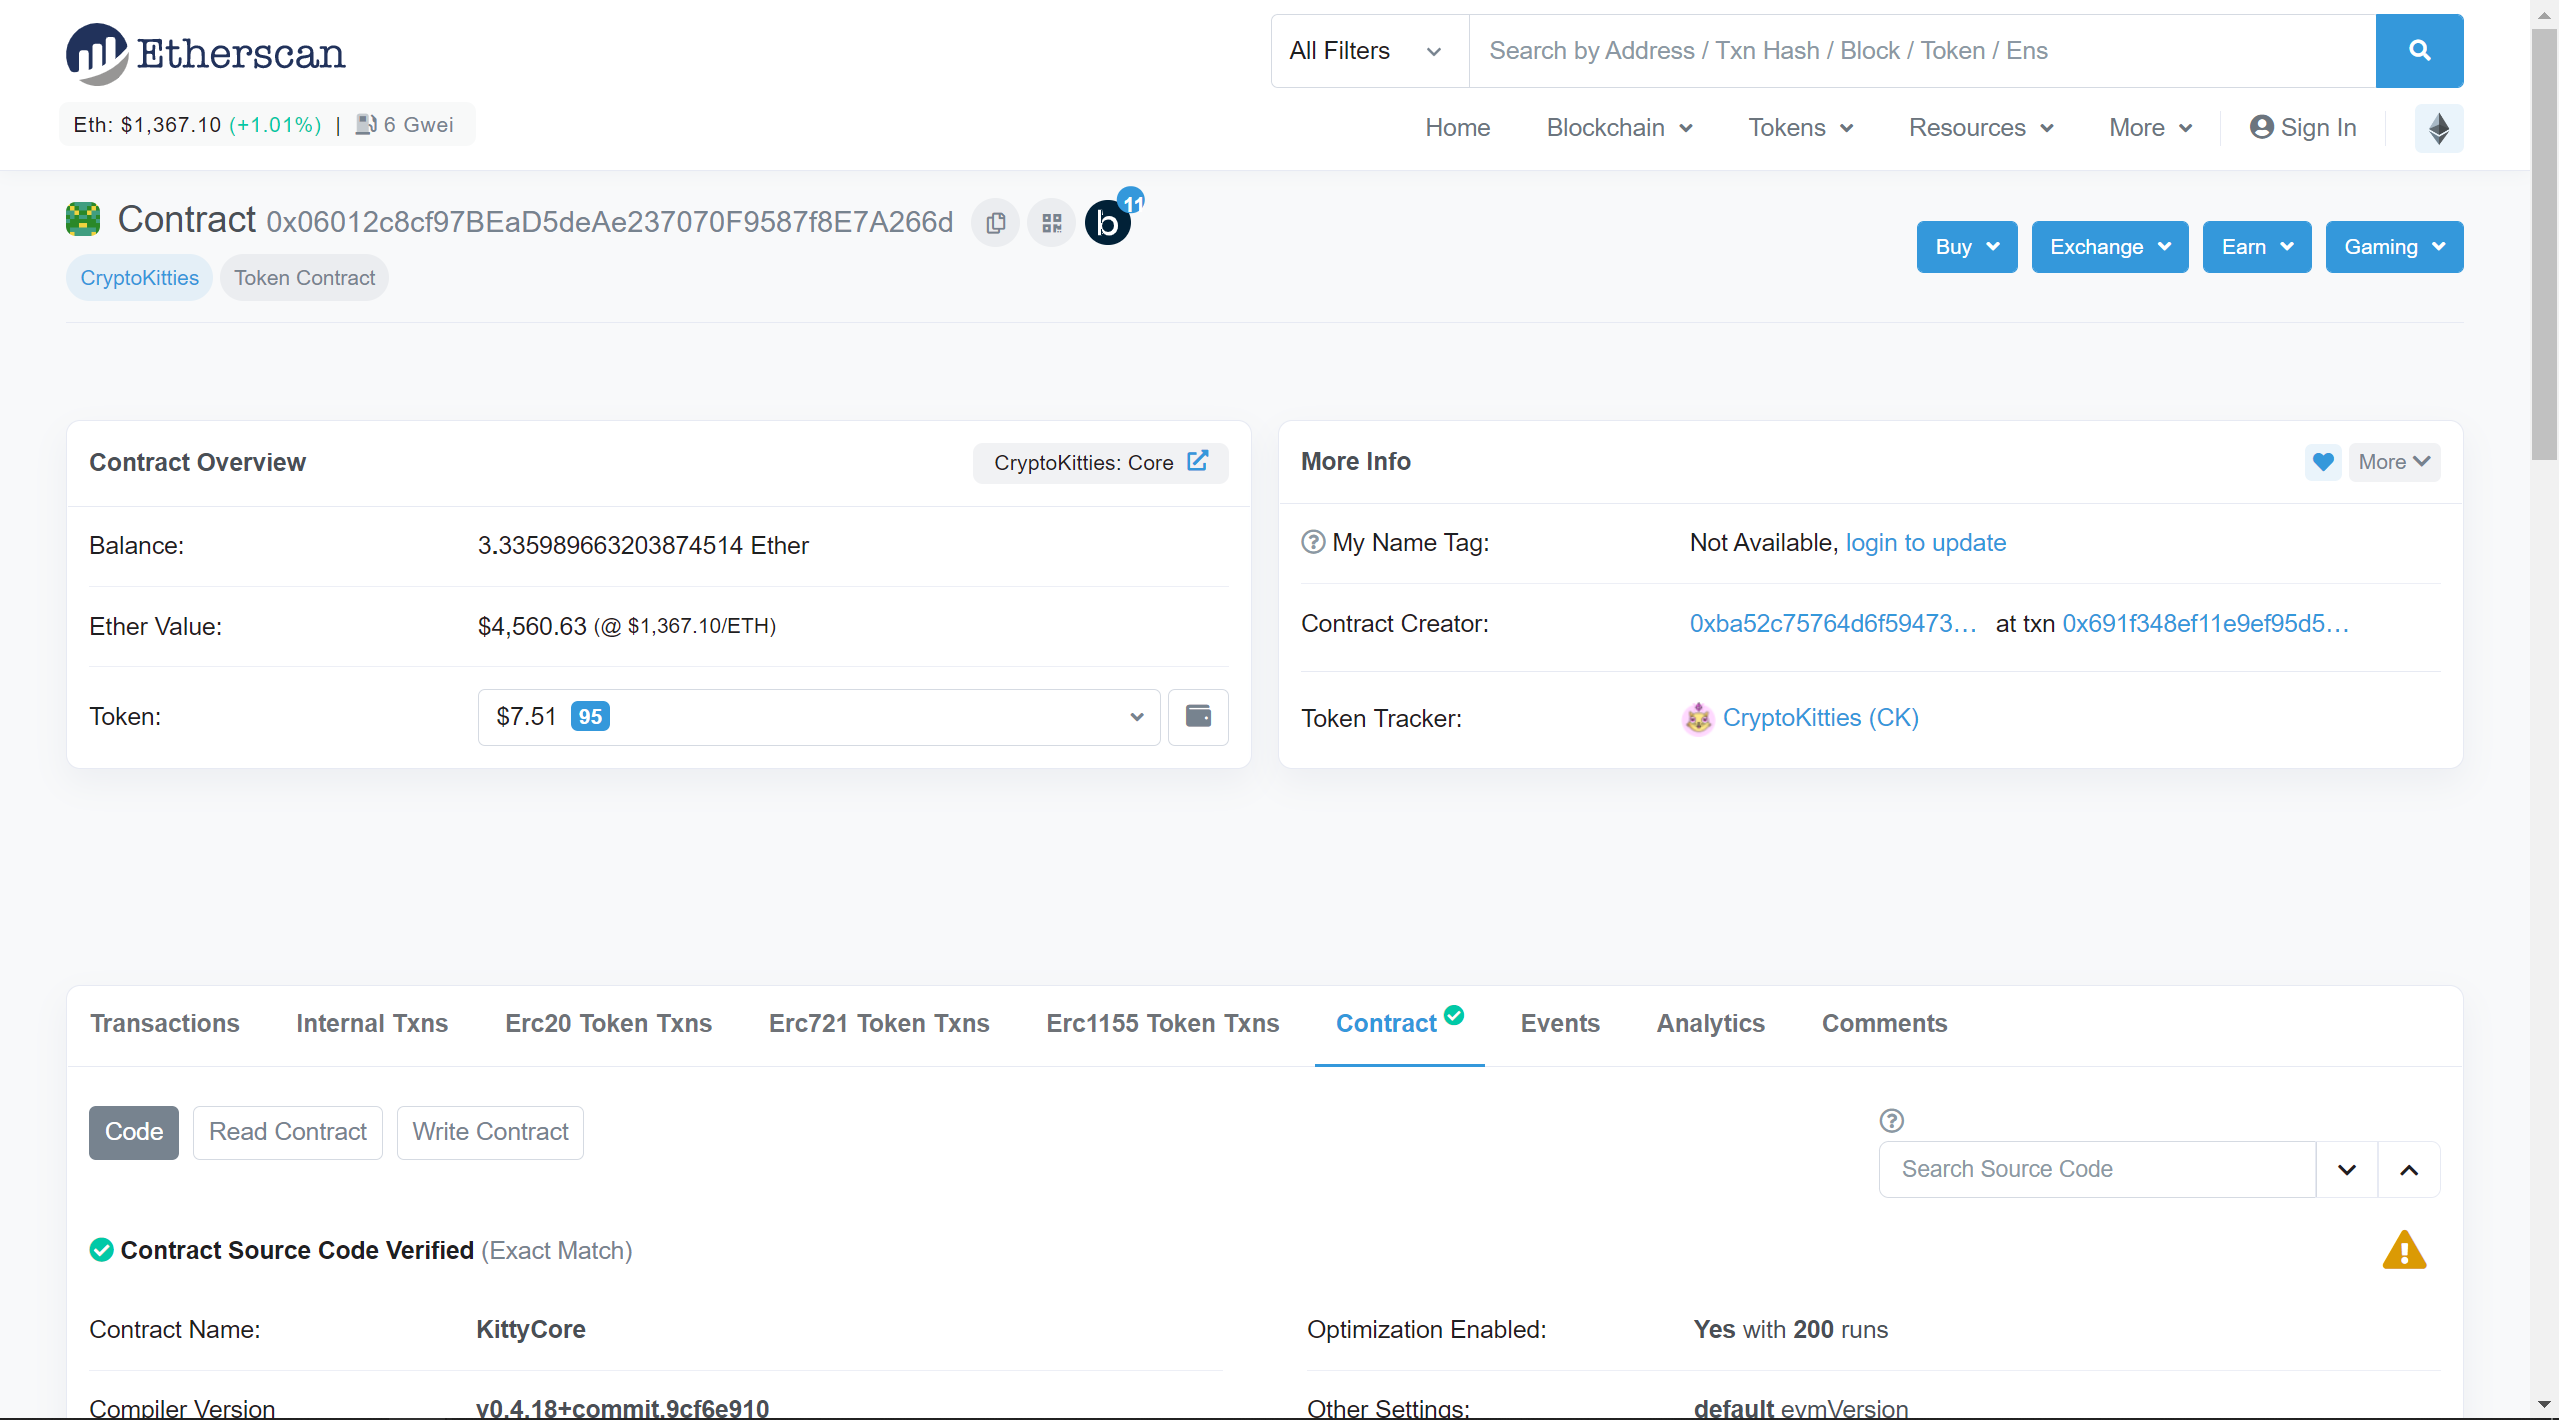 Etherscan
All Filters
Search by Address / Txn Hash / Block / Token / Ens
Eth: $1,367.10 (+1.01%) | 6 Gwei
Home Blockchain Tokens Resources More Sign In
Contract 0x06012c8cf97BEaD5deAe237070F9587f8E7A266d
b 11
CryptoKitties Token Contract
Buy Exchange Earn Gaming
Contract Overview
CryptoKitties: Core
Balance: 3.335989663203874514 Ether
Ether Value: $4,560.63 (@ $1,367.10/ETH)
Token: $7.51 95
More Info
More
My Name Tag: Not Available, login to update
Contract Creator: 0xba52c75764d6f59473... at txn 0x691f348ef11e9ef95d5...
Token Tracker: CryptoKitties (CK)
Transactions Internal Txns Erc20 Token Txns Erc721 Token Txns Erc1155 Token Txns Contract Events Analytics Comments
Code Read Contract Write Contract
Search Source Code
Contract Source Code Verified (Exact Match)
Contract Name: KittyCore
Optimization Enabled: Yes with 200 runs
Compiler Version v0.4.18+commit.9cf6e910
Other Settings: default evmVersion